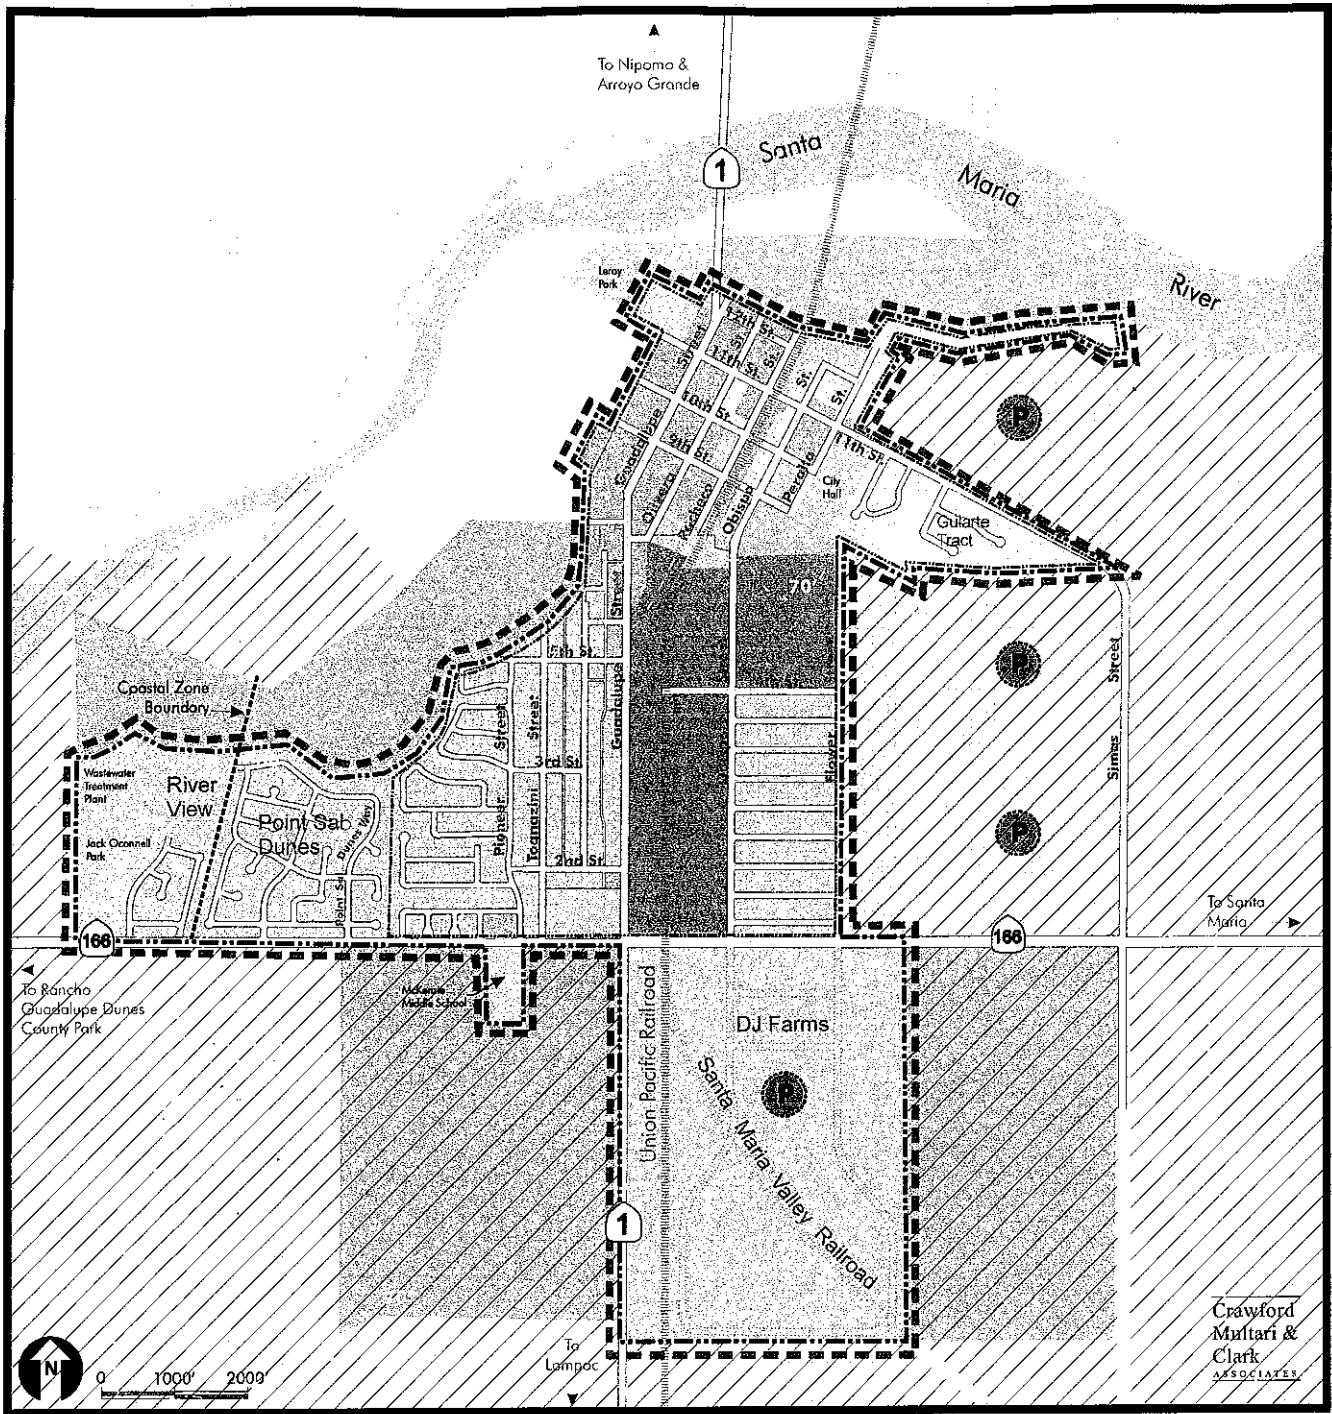 To Nipomo &
Arroyo Grande
1
Santa
Maria
River
Leroy
Park
12th St.
11th St.
10th St.
9th St.
St.
St.
St.
St.
Street
Guadalupe
Olivera
Pacheco
Obispo
Peralta
11th St.
City
Hall
Gularte
Tract
P
70
Street
5th St.
Guadalupe
P
Street
Simas
Coastal Zone
Boundary
Wastewater
Treatment
Plant
River
View
Jack Oconnell
Park
Point Sab
Dunes
Dunes Way
Point Sal
Street
Pioneer
Street
Tognazini
3rd St.
2nd St.
Flower
P
To Santa
Maria
166
166
To Rancho
Guadalupe Dunes
County Park
McKenzie
Middle School
Union Pacific Railroad
DJ Farms
P
Santa Maria Valley Railroad
1
To
Lompoc
N
0 1000' 2000'
Crawford
Multari &
Clark
ASSOCIATES